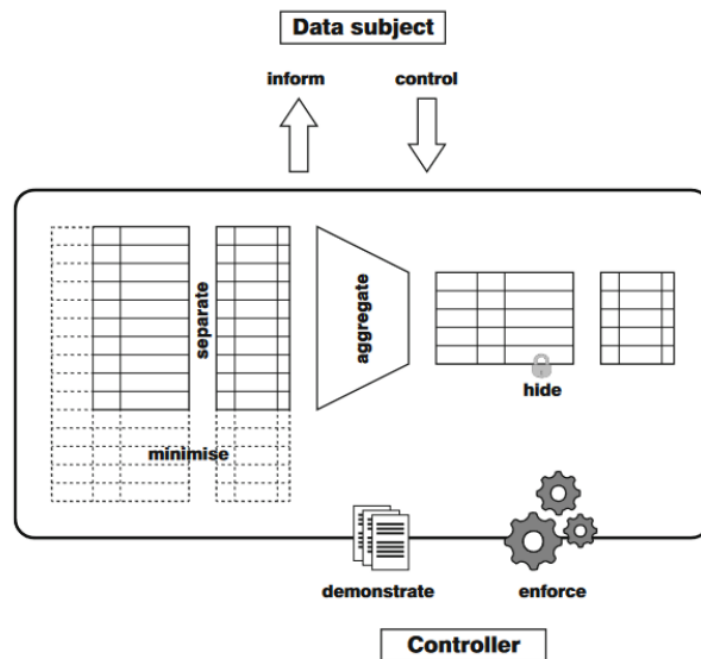 Data subject
inform
control
separate
aggregate
hide
minimise
demonstrate
enforce
Controller